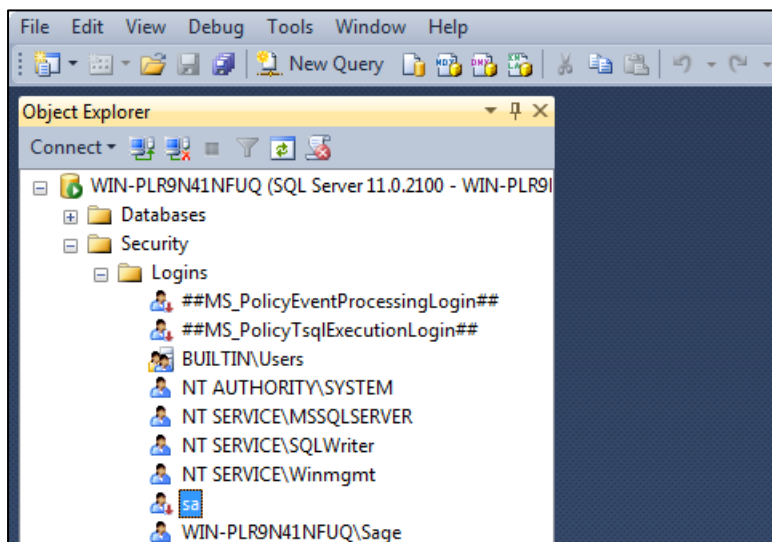 File Edit View Debug Tools Window Help
New Query
Object Explorer
Connect
WIN-PLR9N41NFUQ (SQL Server 11.0.2100 - WIN-PLR9
Databases
Security
Logins
##MS_PolicyEventProcessingLogin##
##MS_PolicyTsqlExecutionLogin##
BUILTIN\Users
NT AUTHORITY\SYSTEM
NT SERVICE\MSSQLSERVER
NT SERVICE\SQLWriter
NT SERVICE\Winmgmt
sa
WIN-PLR9N41NFUQ\Sage